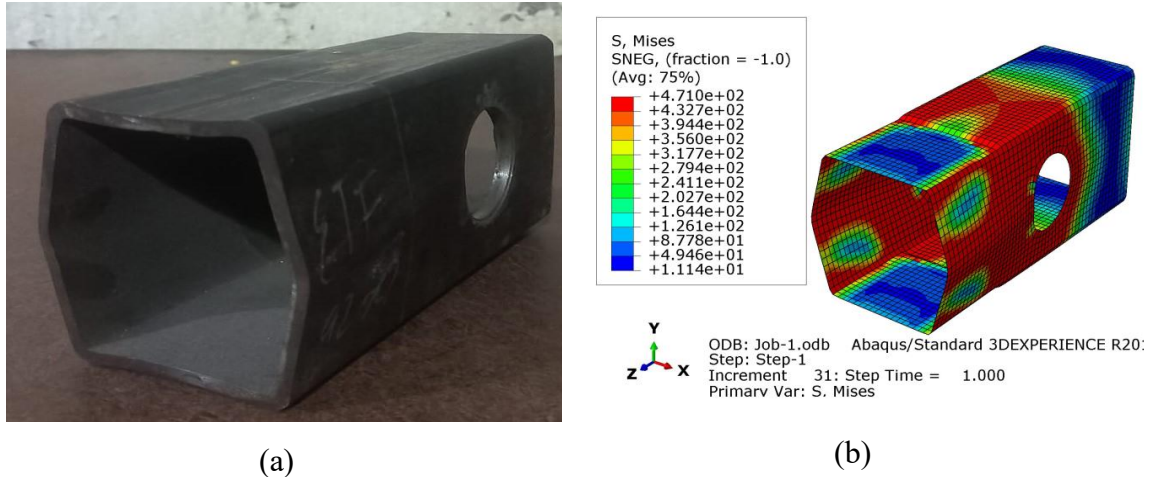 S, Mises
SNEG, (fraction = -1.0)
(Avg: 75%)
+4.710e+02
+4.327e+02
+3.944e+02
+3.560e+02
+3.177e+02
+2.794e+02
+2.411e+02
+2.027e+02
+1.644e+02
+1.261e+02
+8.778e+01
+4.946e+01
+1.114e+01
Y
Z
X
ODB: Job-1.odb Abaqus/Standard 3DEXPERIENCE R201
Step: Step-1
Increment 31: Step Time = 1.000
Primary Var: S, Mises
(a)
(b)